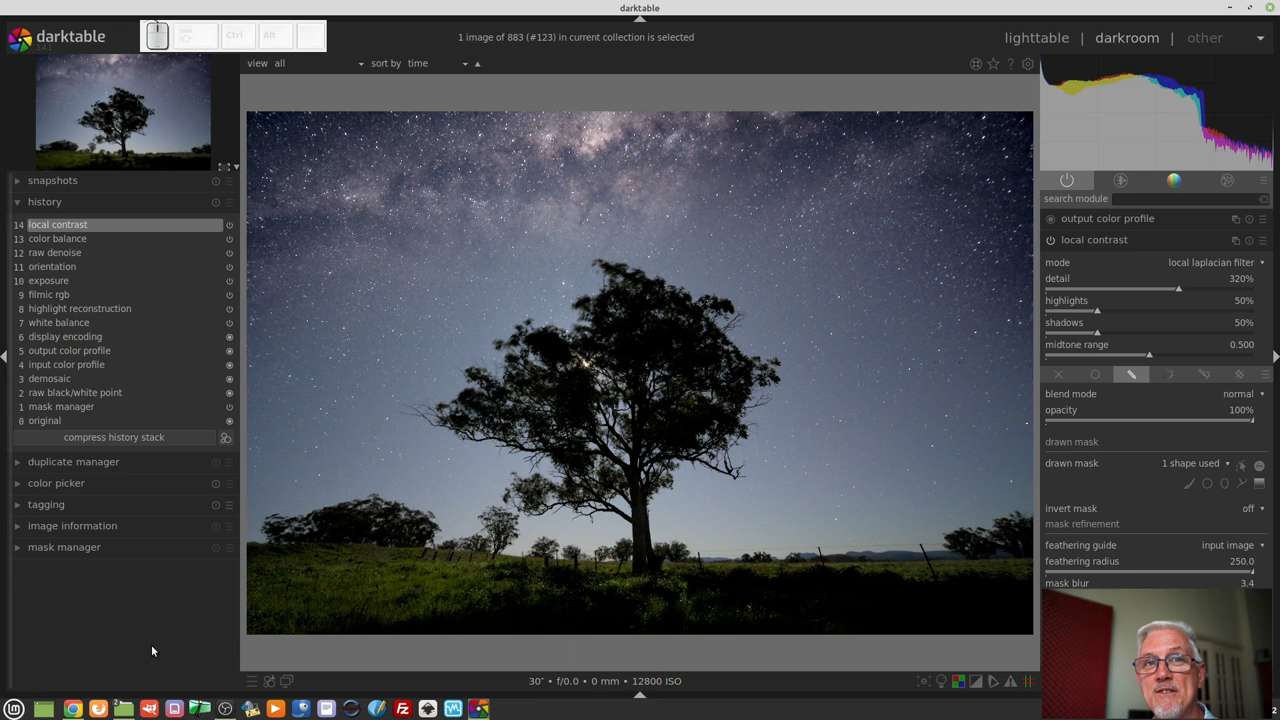 darktable
darktable
3.4.1
Ctrl
Alt
1 image of 883 (#123) in current collection is selected
lighttable | darkroom | other
view all
sort by time
snapshots
history
14 local contrast
13 color balance
12 raw denoise
11 orientation
10 exposure
9 filmic rgb
8 highlight reconstruction
7 white balance
6 display encoding
5 output color profile
4 input color profile
3 demosaic
2 raw black/white point
1 mask manager
0 original
compress history stack
duplicate manager
color picker
tagging
image information
mask manager
30″ • f/0.0 • 0 mm • 12800 ISO
search module
output color profile
local contrast
mode local laplacian filter
detail 320%
highlights 50%
shadows 50%
midtone range 0.500
blend mode normal
opacity 100%
drawn mask
drawn mask 1 shape used
invert mask off
mask refinement
feathering guide input image
feathering radius 250.0
mask blur 3.4